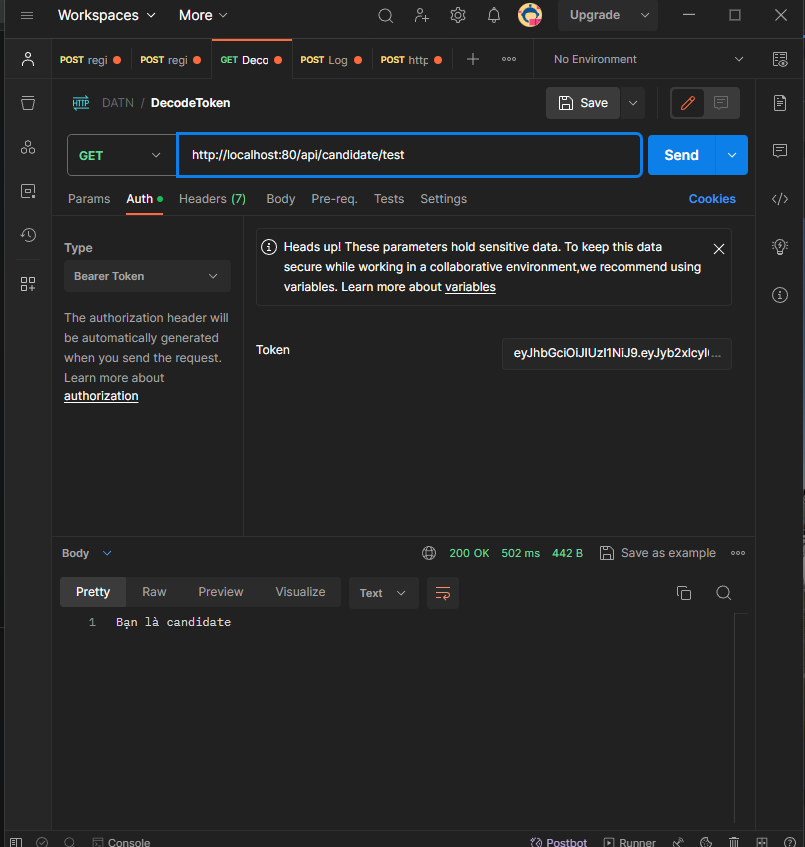 Workspaces More Upgrade
POST regi POST regi GET Deco POST Log POST http No Environment
HTTP DATN / DecodeToken Save
GET http://localhost:80/api/candidate/test Send
Params Auth Headers (7) Body Pre-req. Tests Settings Cookies
Type
Bearer Token
The authorization header will
be automatically generated
when you send the request.
Learn more about
authorization
Heads up! These parameters hold sensitive data. To keep this data
secure while working in a collaborative environment,we recommend using
variables. Learn more about variables
Token eyJhbGciOiJIUzI1NiJ9.eyJyb2xlcyI...
Body 200 OK 502 ms 442 B Save as example
Pretty Raw Preview Visualize Text
1 Bạn là candidate
Console Postbot Runner